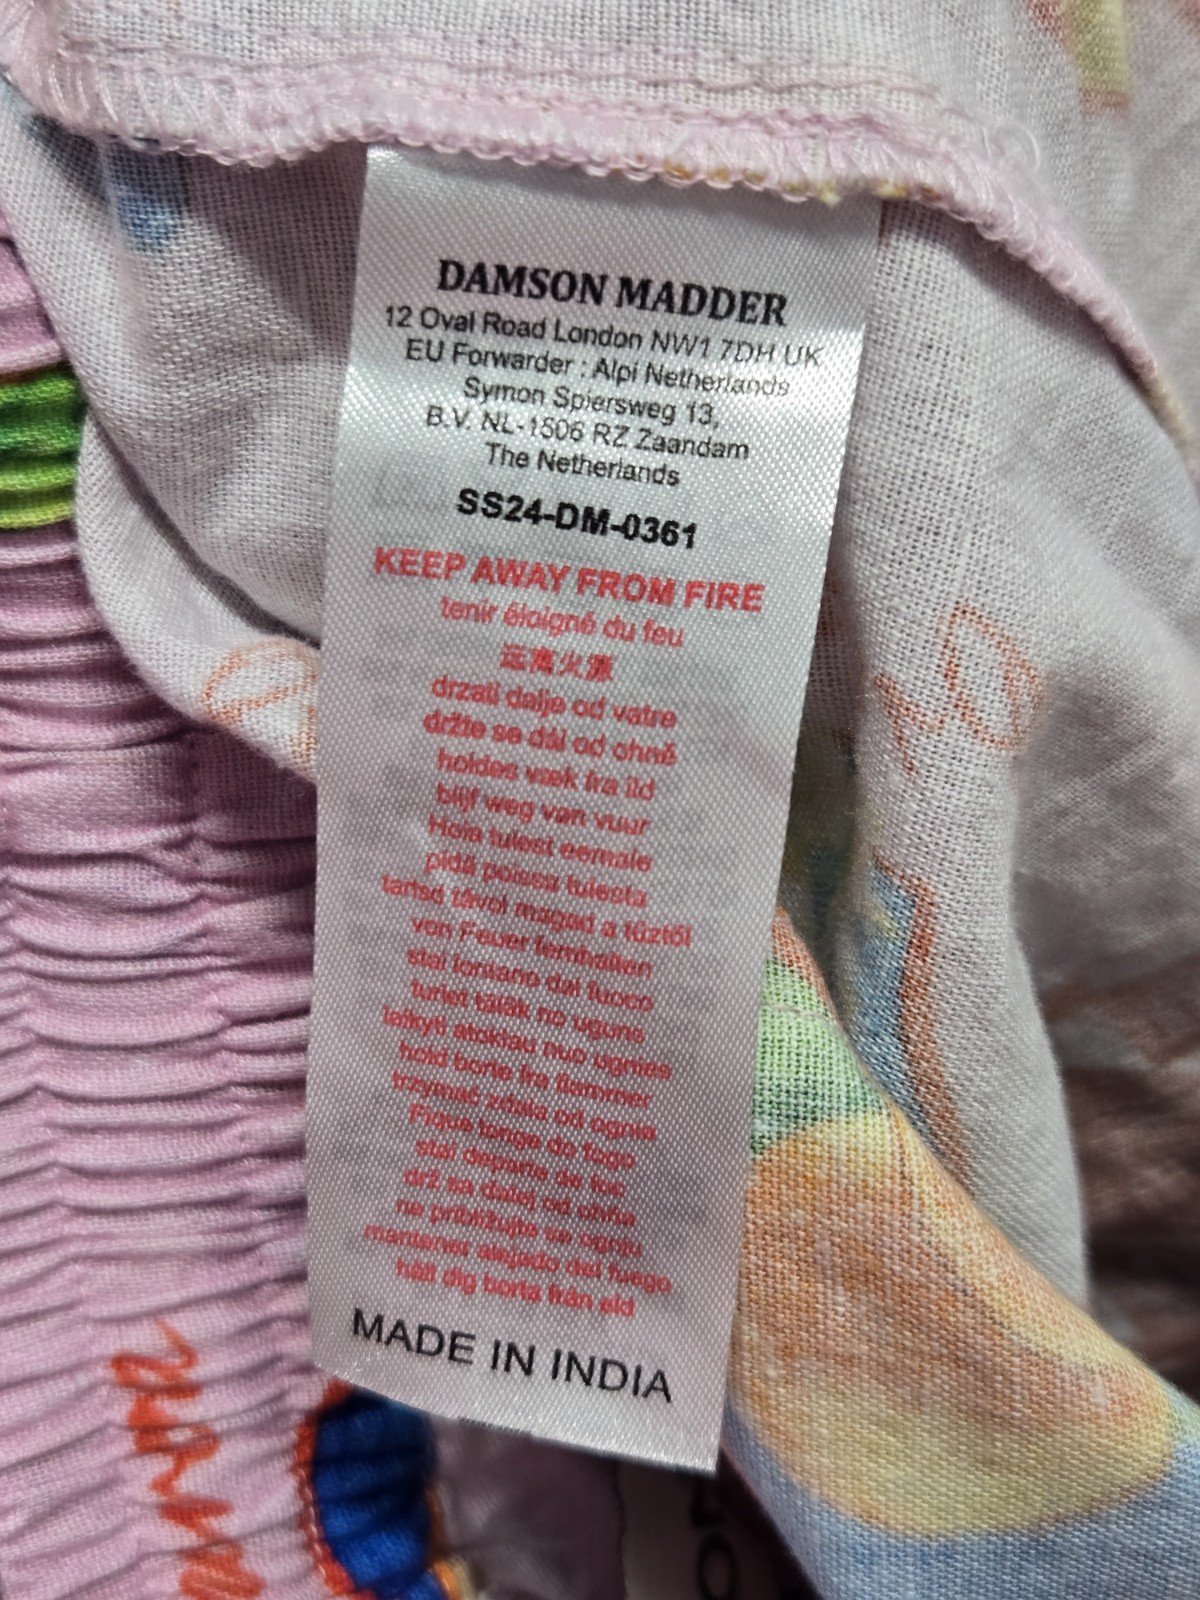 DAMSON MADDER
12 Oval Road London NW1 7DH UK
EU Forwarder : Alpi Netherlands
Symon Spiersweg 13,
B.V. NL-1506 RZ Zaandam
The Netherlands
SS24-DM-0361
KEEP AWAY FROM FIRE
tenir éloigné du feu
远离火源
drzati dalje od vatre
držte se dál od ohně
holdes væk fra ild
blijf weg van vuur
Hoia tulest eemale
pidä poissa tulesta
tartsd távol magad a tűztől
von Feuer fernhalten
stai lontano dal fuoco
turiet tālāk no uguns
laikyti atokiau nuo ugnies
hold borte fra flammer
trzymać zdala od ognia
Fique longe do fogo
stai departe de foc
drž sa ďalej od ohňa
ne približujte se ognju
mantener alejado del fuego
håll dig borta från eld
MADE IN INDIA